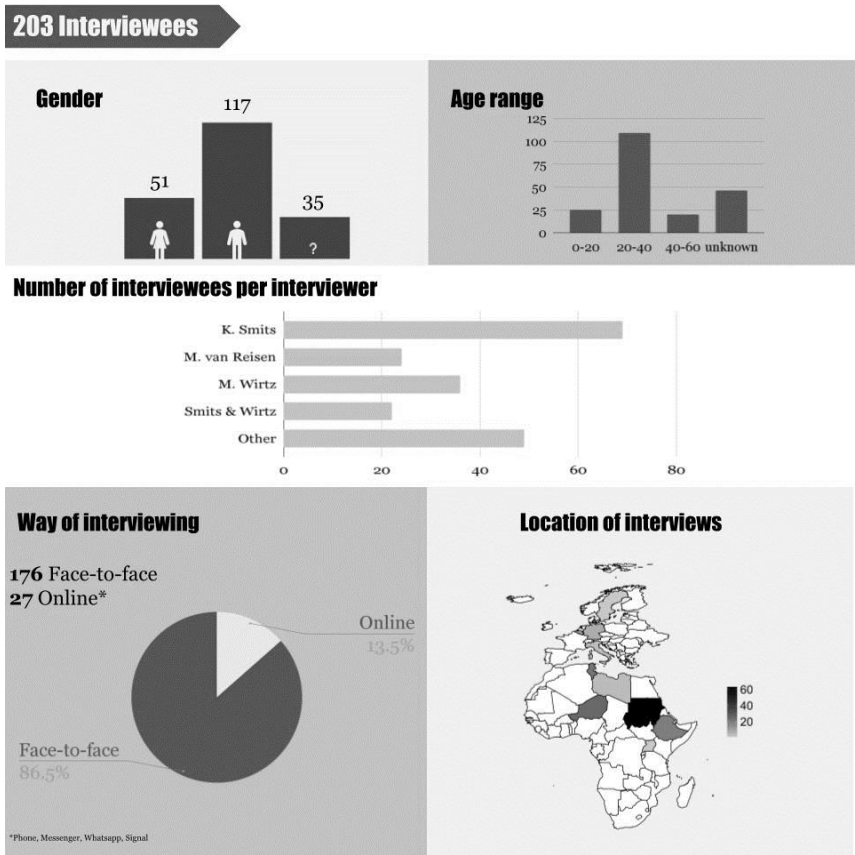 203 Interviewees
Gender
51
117
35
?
Age range
125
100
75
50
25
0
0-20 20-40 40-60 unknown
Number of interviewees per interviewer
K. Smits
M. van Reisen
M. Wirtz
Smits & Wirtz
Other
0 20 40 60 80
Way of interviewing
176 Face-to-face
27 Online*
Online
13.5%
Face-to-face
86.5%
*Phone, Messenger, Whatsapp, Signal
Location of interviews
60
40
20